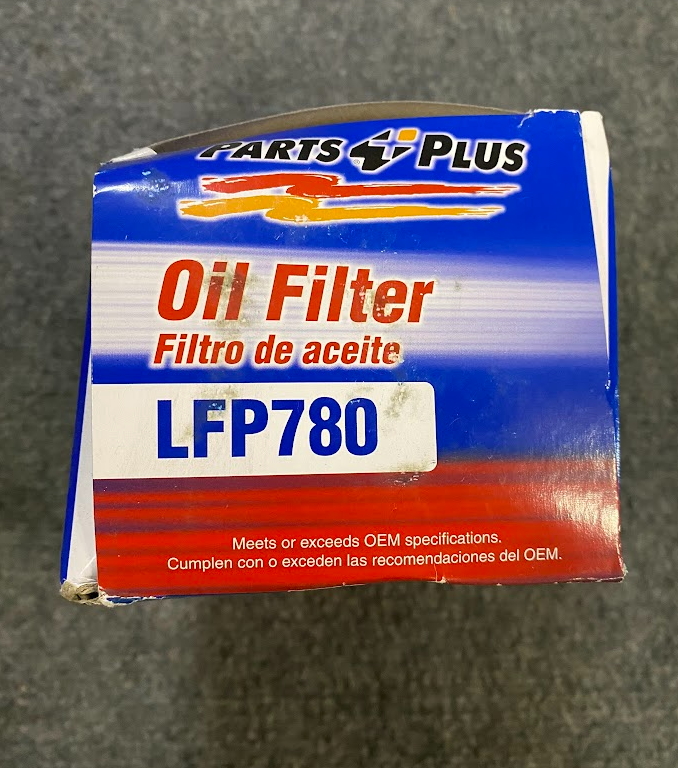 PARTS PLUS
Oil Filter
Filtro de aceite
LFP780
Meets or exceeds OEM specifications.
Cumplen con o exceden las recomendaciones del OEM.